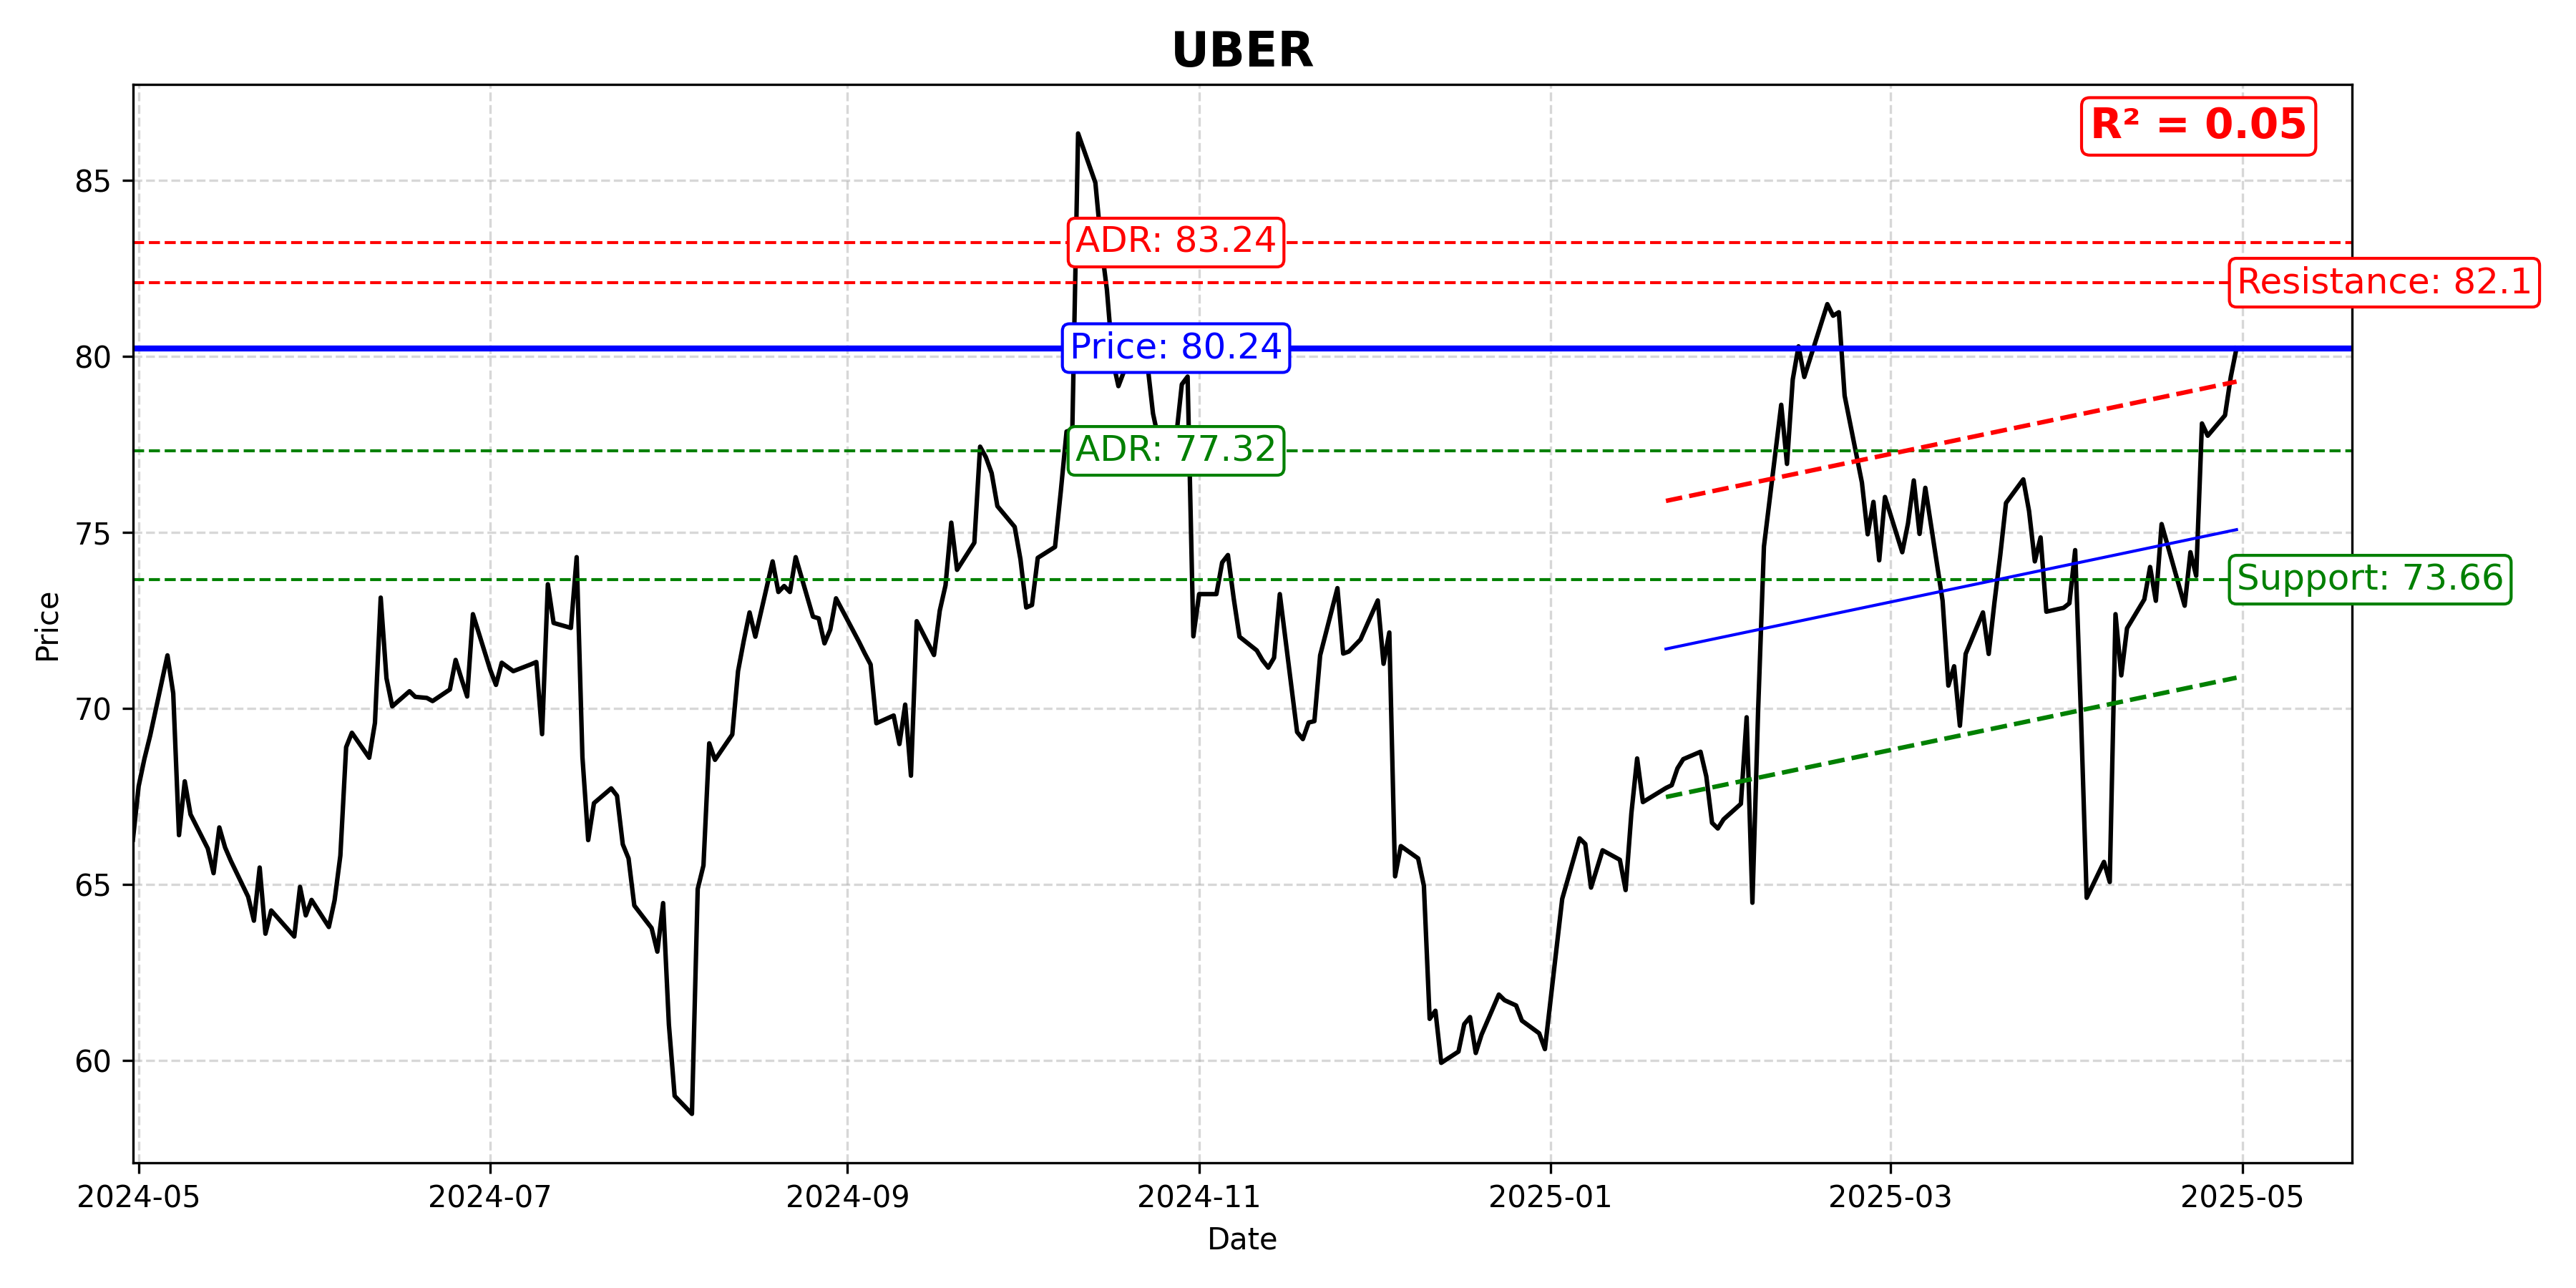 UBER
R² = 0.05
85
ADR: 83.24
Resistance: 82.1
Price: 80.24
80
ADR: 77.32
75
Support: 73.66
Price
70
65
60
2024-05
2024-07
2024-09
2024-11
2025-01
2025-03
2025-05
Date